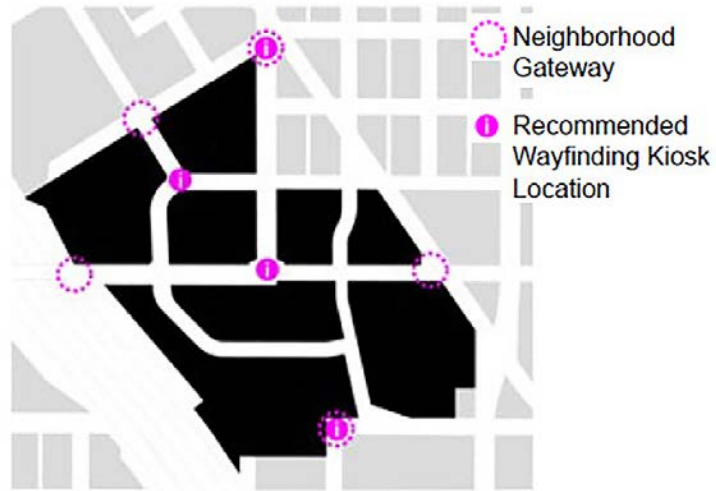 Neighborhood
Gateway
Recommended
Wayfinding Kiosk
Location